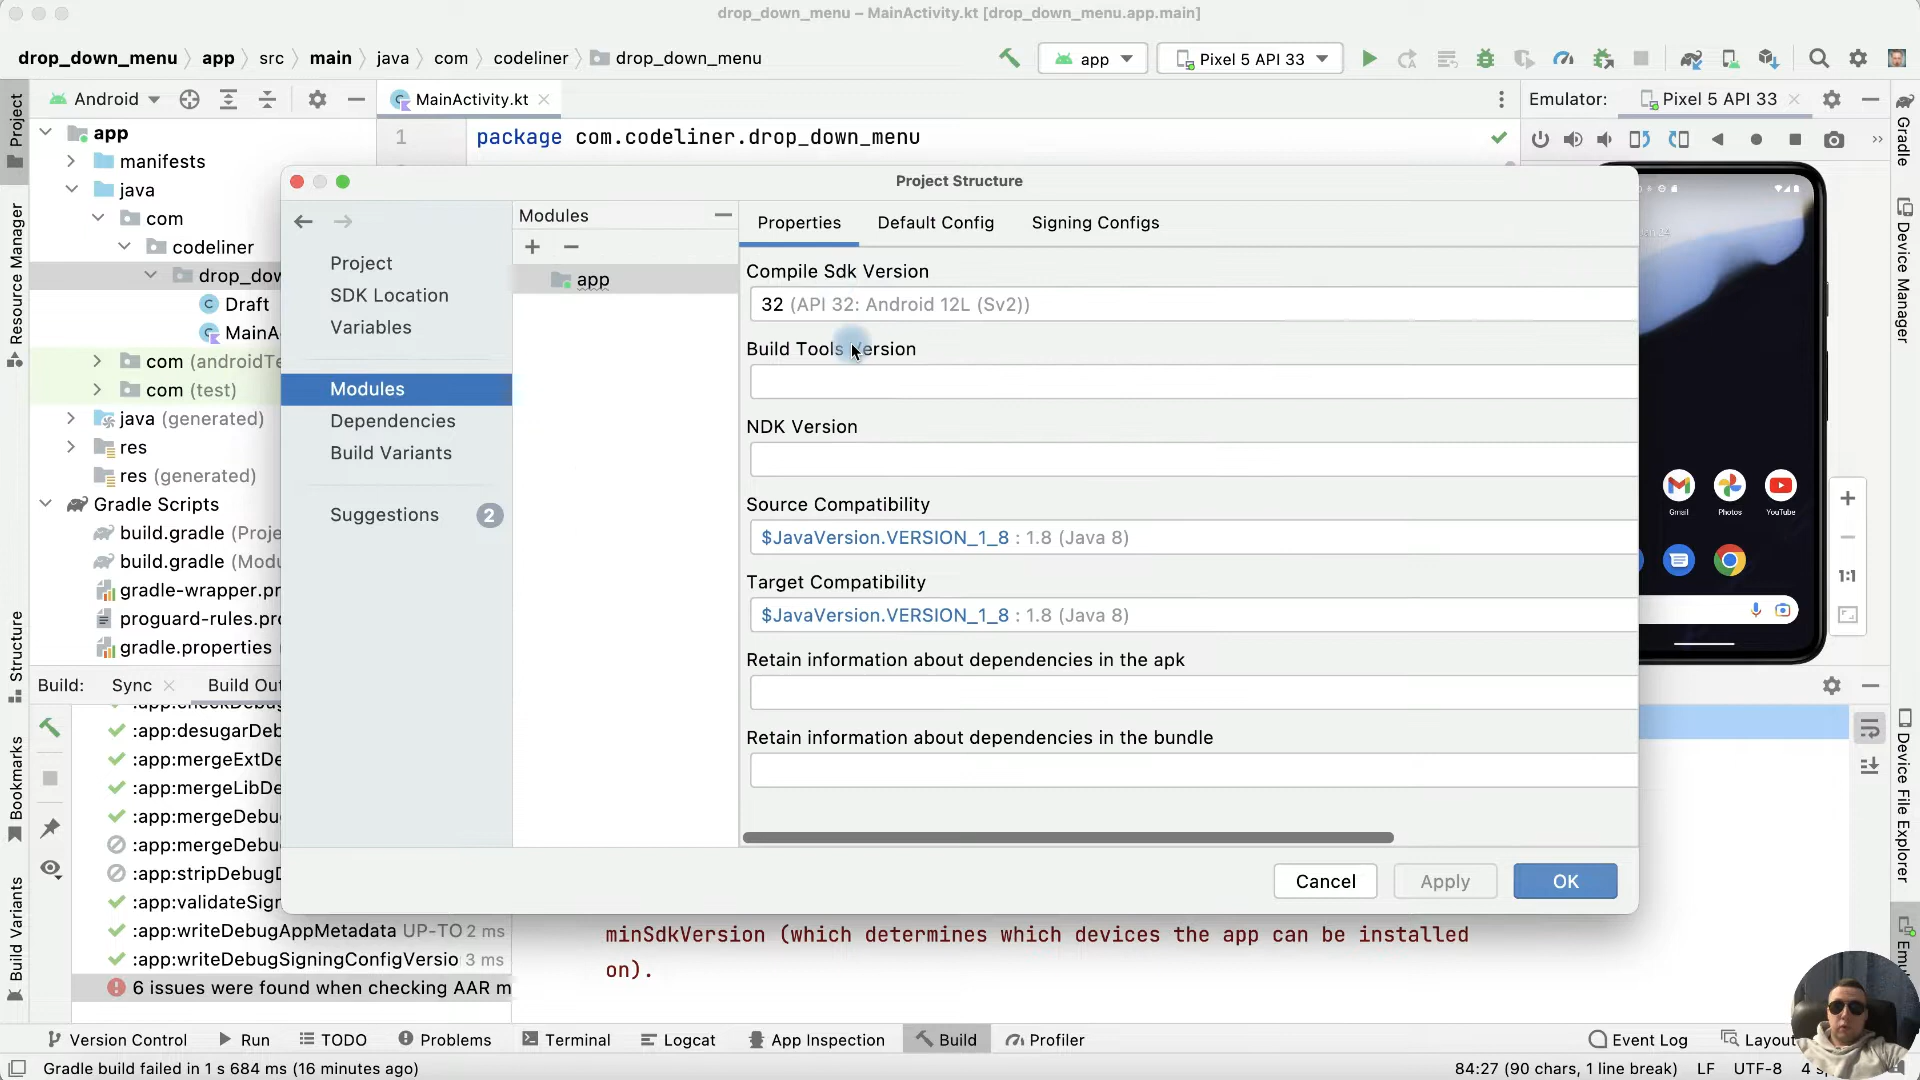 drop_down_menu – MainActivity.kt [drop_down_menu.app.main]
drop_down_menu app src main java com codeliner drop_down_menu
app
Pixel 5 API 33
Project
Android
MainActivity.kt
Emulator: Pixel 5 API 33
Gradle
app
1 package com.codeliner.drop_down_menu
manifests
java
com
codeliner
drop_dow
Draft
MainA
com (androidTe
com (test)
java (generated)
res
res (generated)
Gradle Scripts
build.gradle (Proje
build.gradle (Modu
gradle-wrapper.pr
proguard-rules.pro
gradle.properties
Resource Manager
Structure
Bookmarks
Build Variants
Project Structure
Project
SDK Location
Variables
Modules
Dependencies
Build Variants
Suggestions 2
Modules
app
Properties Default Config Signing Configs
Compile Sdk Version
32 (API 32: Android 12L (Sv2))
Build Tools Version
NDK Version
Source Compatibility
$JavaVersion.VERSION_1_8 : 1.8 (Java 8)
Target Compatibility
$JavaVersion.VERSION_1_8 : 1.8 (Java 8)
Retain information about dependencies in the apk
Retain information about dependencies in the bundle
Cancel Apply OK
Device Manager
Device File Explorer
Emu
Gmail Photos YouTube
1:1
Build: Sync Build Out
:app:desugarDeb
:app:mergeExtDe
:app:mergeLibDe
:app:mergeDebu
:app:mergeDebu
:app:stripDebugD
:app:validateSign
:app:writeDebugAppMetadata UP-TO 2 ms
:app:writeDebugSigningConfigVersio 3 ms
6 issues were found when checking AAR m
minSdkVersion (which determines which devices the app can be installed
on).
Version Control Run TODO Problems Terminal Logcat App Inspection Build Profiler Event Log Layou
Gradle build failed in 1 s 684 ms (16 minutes ago) 84:27 (90 chars, 1 line break) LF UTF-8 4